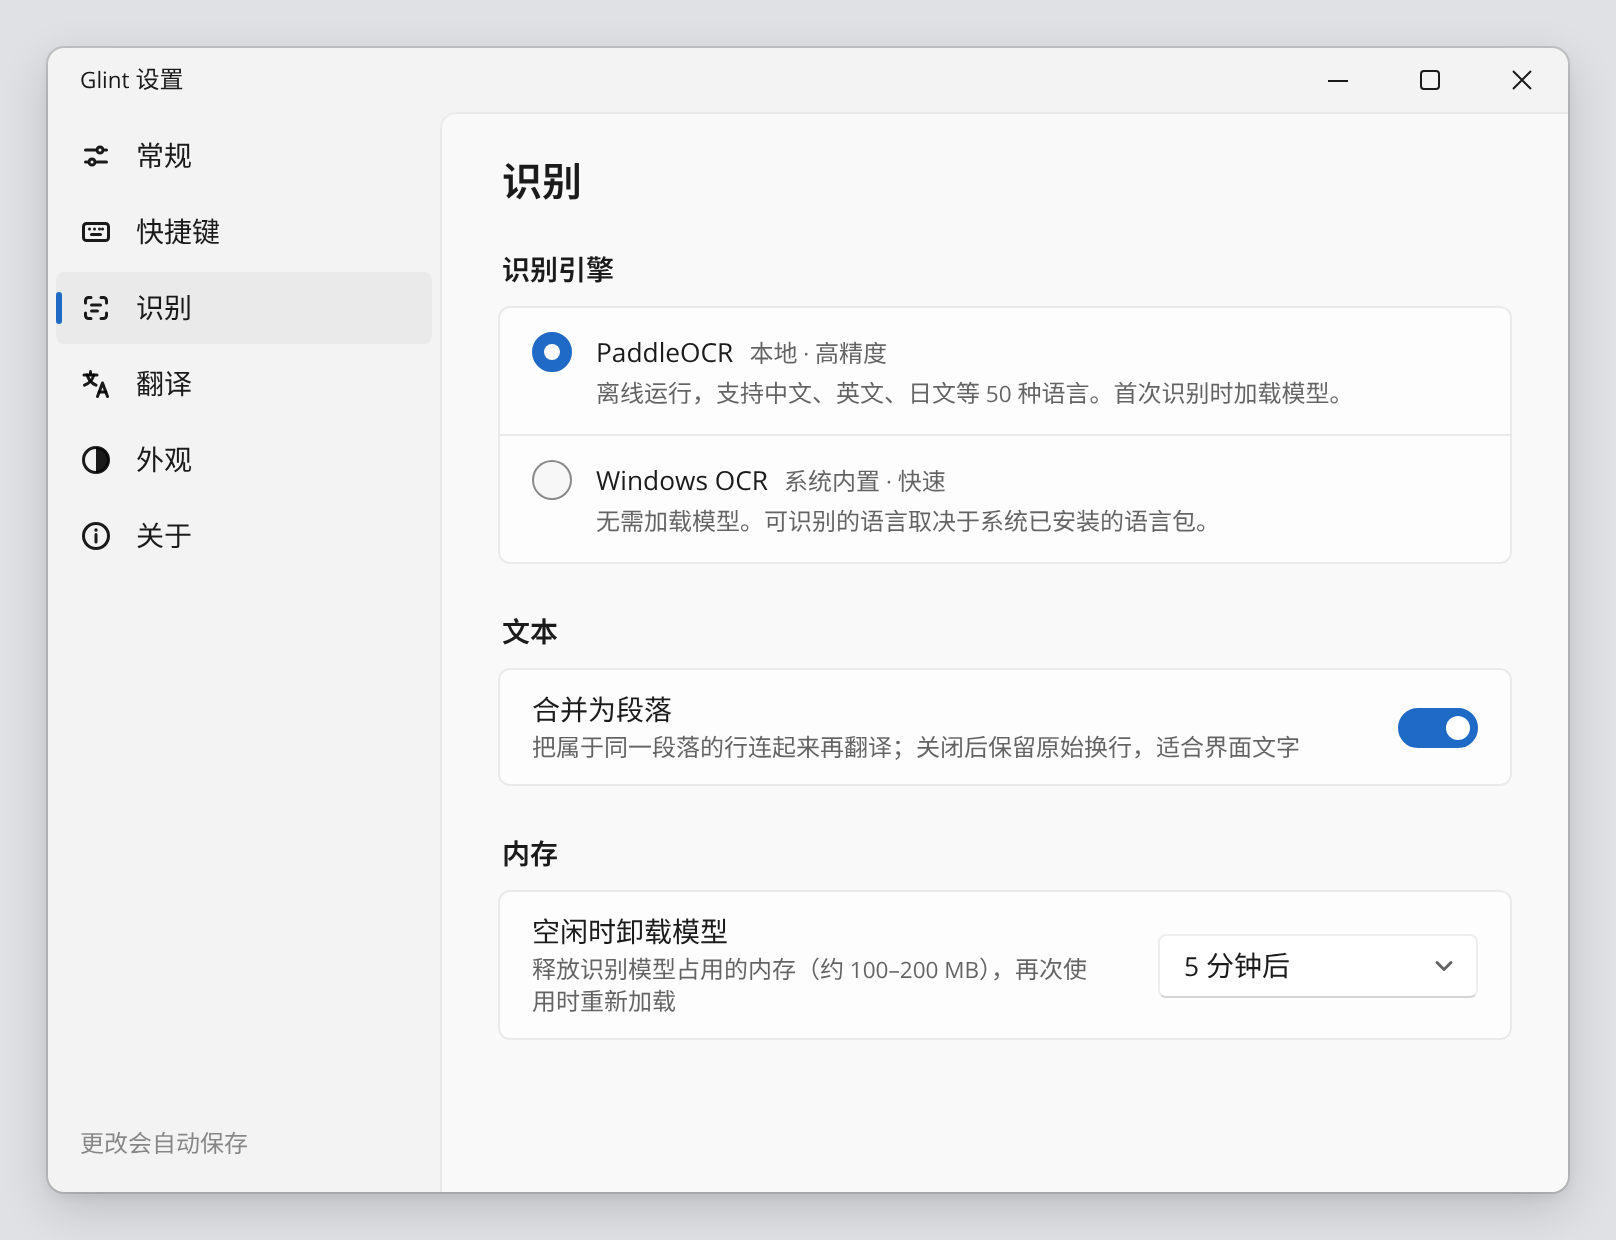 Glint 设置
常规
快捷键
识别
翻译
外观
关于
更改会自动保存
识别
识别引擎
PaddleOCR 本地 · 高精度
离线运行，支持中文、英文、日文等 50 种语言。首次识别时加载模型。
Windows OCR 系统内置 · 快速
无需加载模型。可识别的语言取决于系统已安装的语言包。
文本
合并为段落
把属于同一段落的行连起来再翻译；关闭后保留原始换行，适合界面文字
内存
空闲时卸载模型
释放识别模型占用的内存（约 100–200 MB），再次使
用时重新加载
5 分钟后